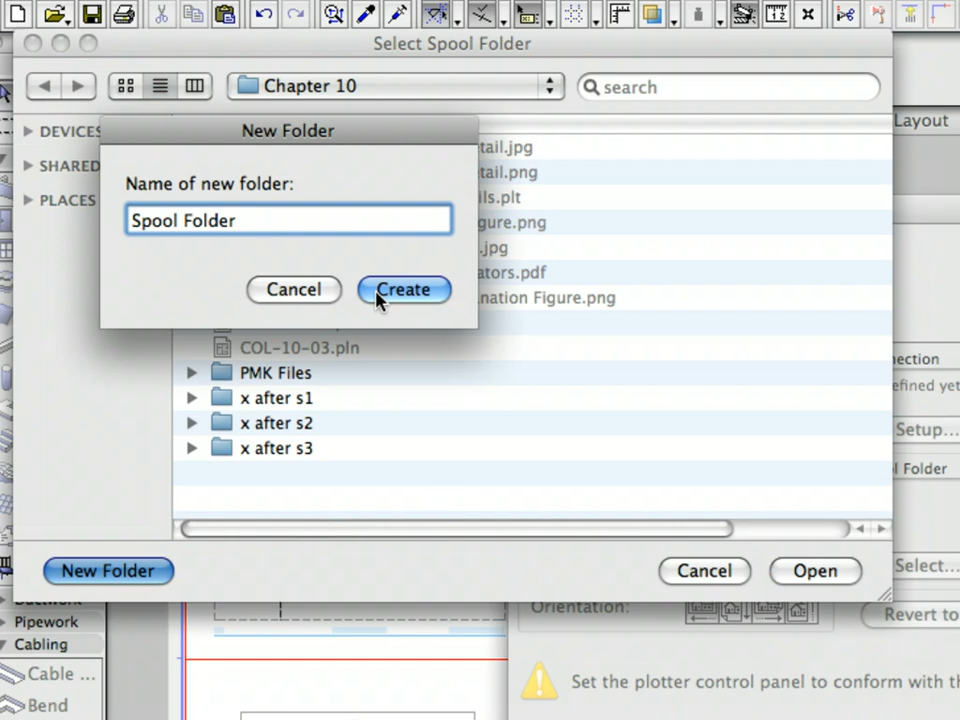 Select Spool Folder
Chapter 10
search
Layout
DEVICES
New Folder
SHARED
PLACES
Name of new folder:
Spool Folder
Cancel
Create
tail.jpg
tail.png
ils.plt
gure.png
.jpg
ators.pdf
nation Figure.png
COL-10-03.pln
PMK Files
x after s1
x after s2
x after s3
nection
efined yet
Setup...
l Folder
Select...
New Folder
Cancel
Open
Ductwork
Pipework
Cabling
Cable ...
Bend
Orientation:
Revert to
Set the plotter control panel to conform with th